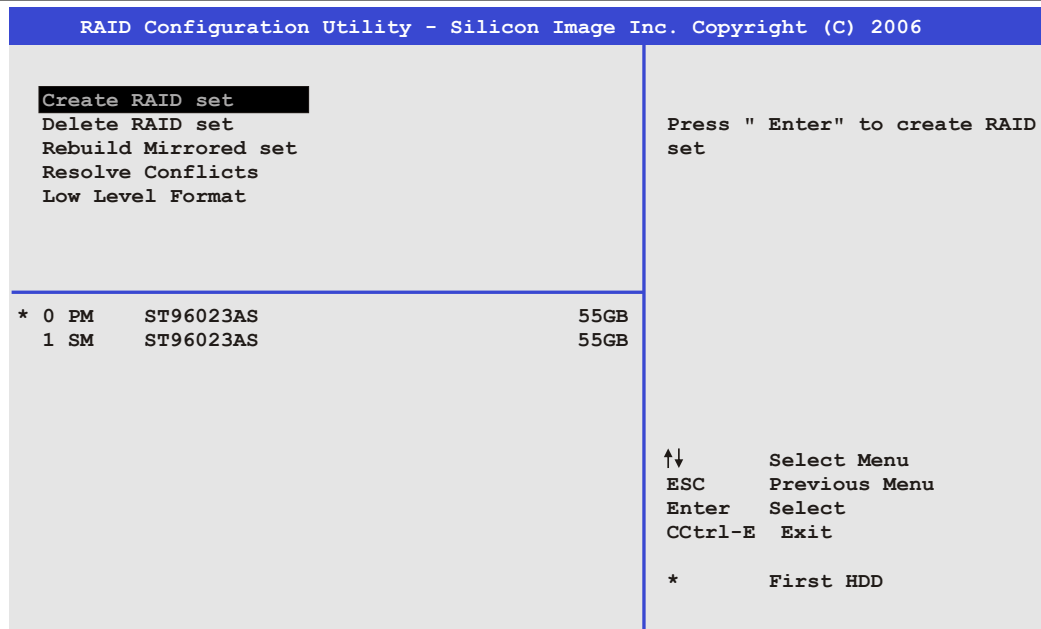 RAID Configuration Utility - Silicon Image Inc. Copyright (C) 2006
Create RAID set
Delete RAID set
Rebuild Mirrored set
Resolve Conflicts
Low Level Format
Press " Enter" to create RAID
set
* 0 PM ST96023AS 55GB
1 SM ST96023AS 55GB
↑↓ Select Menu
ESC Previous Menu
Enter Select
CCtrl-E Exit
* First HDD